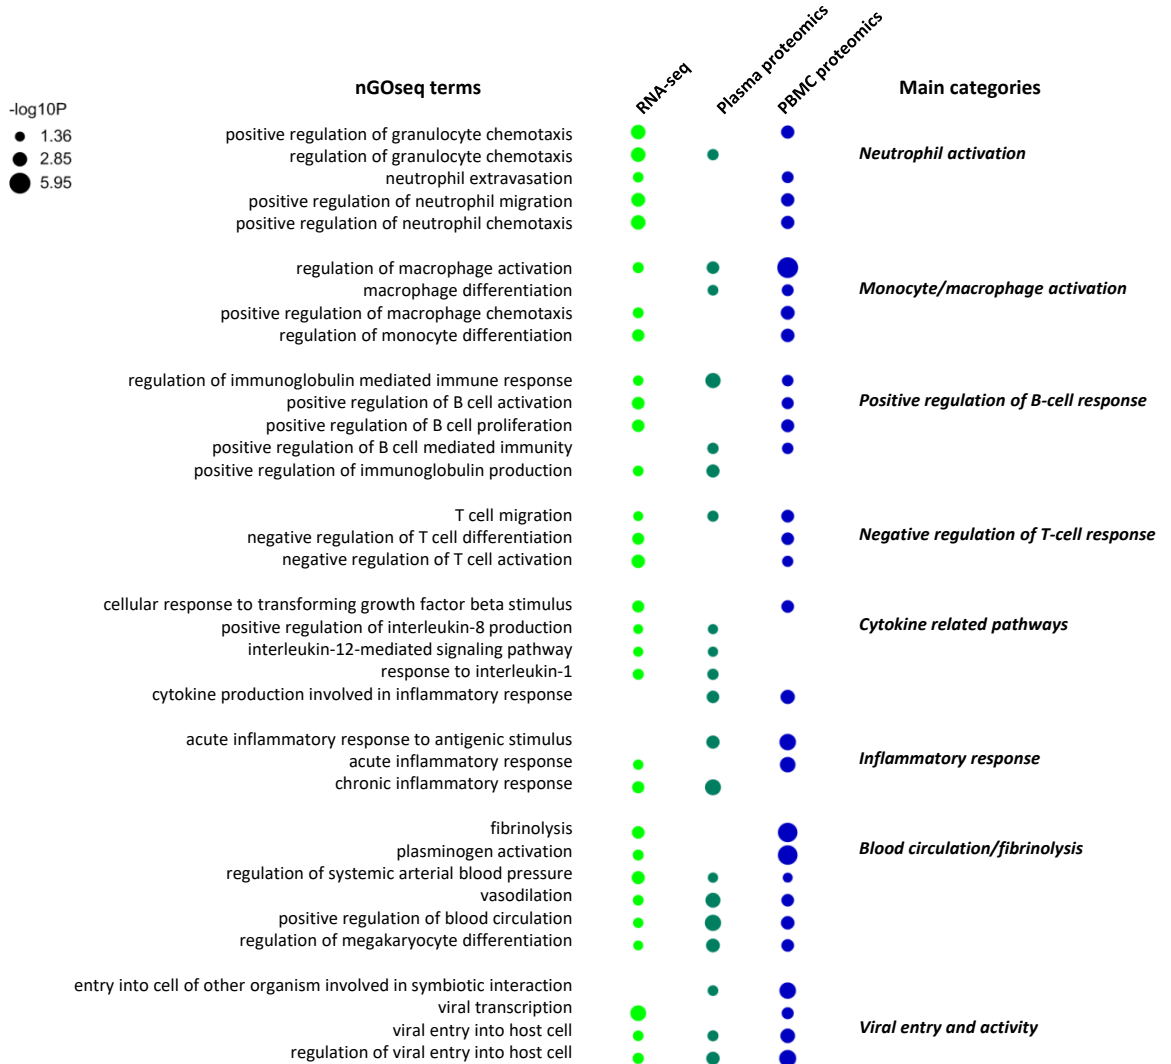 nGOseq terms
RNA-seq
Plasma proteomics
PBMC proteomics
Main categories
-log10P
1.36
2.85
5.95
positive regulation of granulocyte chemotaxis
regulation of granulocyte chemotaxis
Neutrophil activation
neutrophil extravasation
positive regulation of neutrophil migration
positive regulation of neutrophil chemotaxis
regulation of macrophage activation
macrophage differentiation
Monocyte/macrophage activation
positive regulation of macrophage chemotaxis
regulation of monocyte differentiation
regulation of immunoglobulin mediated immune response
positive regulation of B cell activation
Positive regulation of B-cell response
positive regulation of B cell proliferation
positive regulation of B cell mediated immunity
positive regulation of immunoglobulin production
T cell migration
negative regulation of T cell differentiation
Negative regulation of T-cell response
negative regulation of T cell activation
cellular response to transforming growth factor beta stimulus
positive regulation of interleukin-8 production
Cytokine related pathways
interleukin-12-mediated signaling pathway
response to interleukin-1
cytokine production involved in inflammatory response
acute inflammatory response to antigenic stimulus
acute inflammatory response
Inflammatory response
chronic inflammatory response
fibrinolysis
plasminogen activation
Blood circulation/fibrinolysis
regulation of systemic arterial blood pressure
vasodilation
positive regulation of blood circulation
regulation of megakaryocyte differentiation
entry into cell of other organism involved in symbiotic interaction
viral transcription
viral entry into host cell
Viral entry and activity
regulation of viral entry into host cell